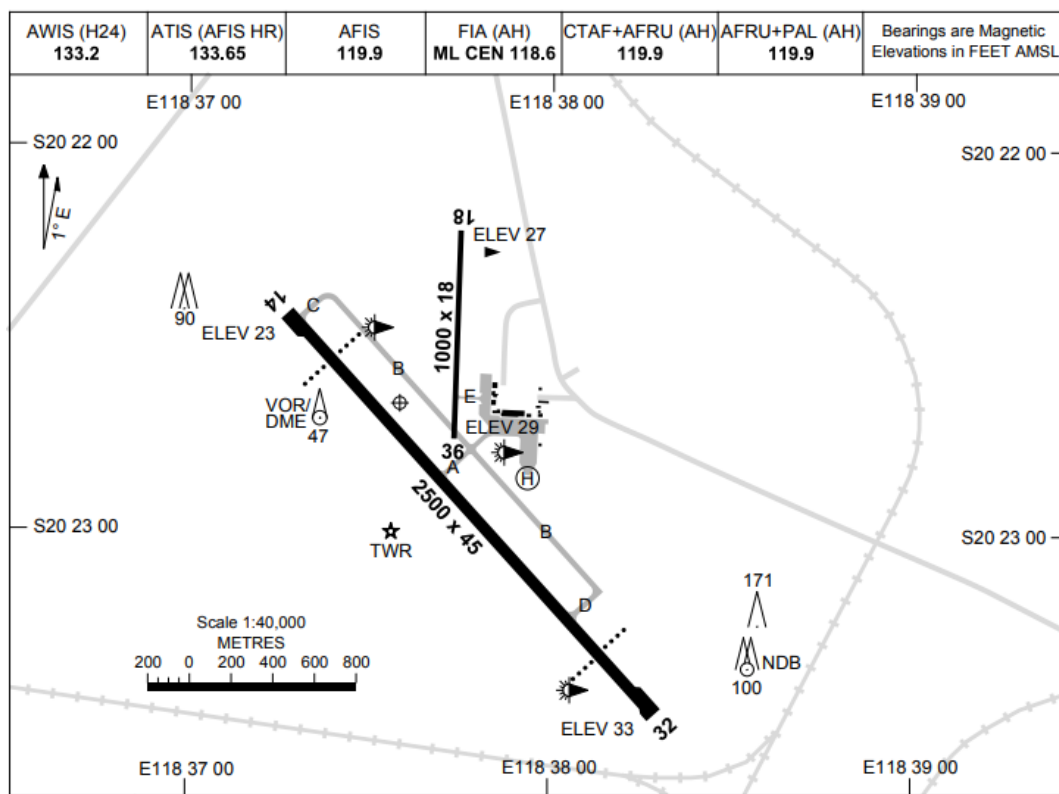 AWIS (H24)
133.2
ATIS (AFIS HR)
133.65
AFIS
119.9
FIA (AH)
ML CEN 118.6
CTAF+AFRU (AH)
119.9
AFRU+PAL (AH)
119.9
Bearings are Magnetic
Elevations in FEET AMSL
E118 37 00
E118 38 00
E118 39 00
S20 22 00
S20 22 00
1° E
18
ELEV 27
90
14
C
ELEV 23
1000 x 18
B
E
VOR/
DME
47
ELEV 29
36
A
H
2500 x 45
S20 23 00
TWR
B
S20 23 00
171
D
Scale 1:40,000
METRES
200 0 200 400 600 800
NDB
100
ELEV 33
32
E118 37 00
E118 38 00
E118 39 00